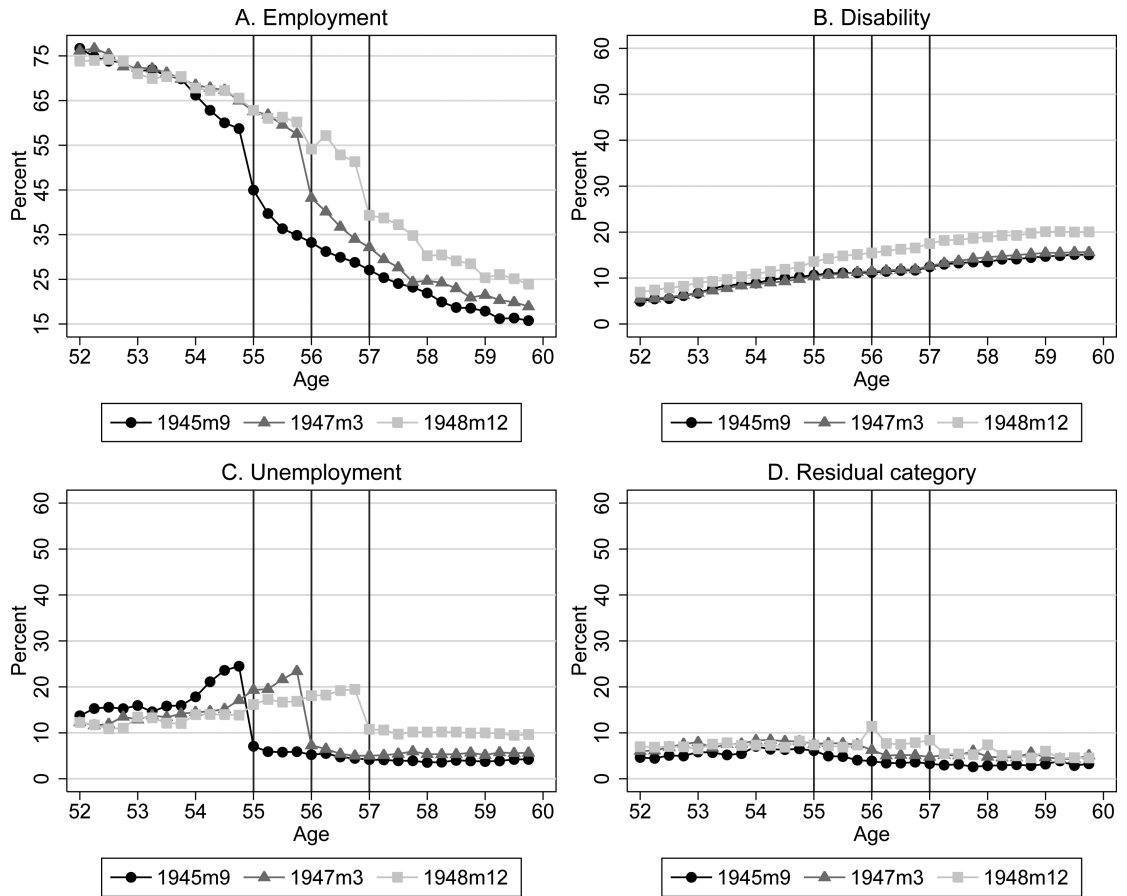 A. Employment
Percent
75
65
55
45
35
25
15
52 53 54 55 56 57 58 59 60
Age
1945m9 1947m3 1948m12
B. Disability
Percent
60
50
40
30
20
10
0
52 53 54 55 56 57 58 59 60
Age
1945m9 1947m3 1948m12
C. Unemployment
Percent
60
50
40
30
20
10
0
52 53 54 55 56 57 58 59 60
Age
1945m9 1947m3 1948m12
D. Residual category
Percent
60
50
40
30
20
10
0
52 53 54 55 56 57 58 59 60
Age
1945m9 1947m3 1948m12